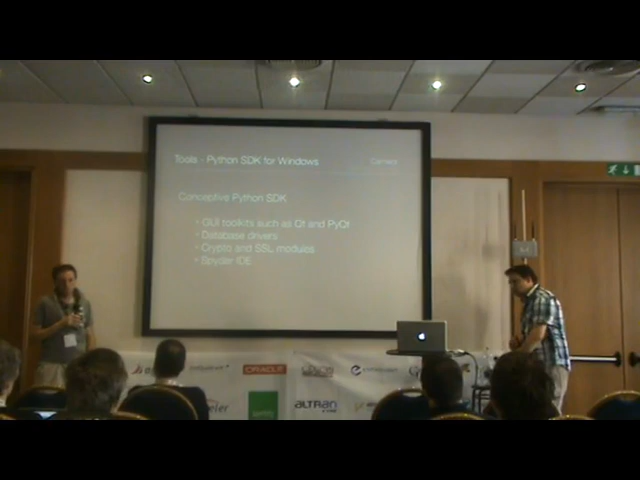 Tools - Python SDK for Windows
Camelot
Conceptive Python SDK
• GUI toolkits such as Qt and PyQt
• Database drivers
• Crypto and SSL modules
• Spyder IDE
ORACLE
ALTRAN